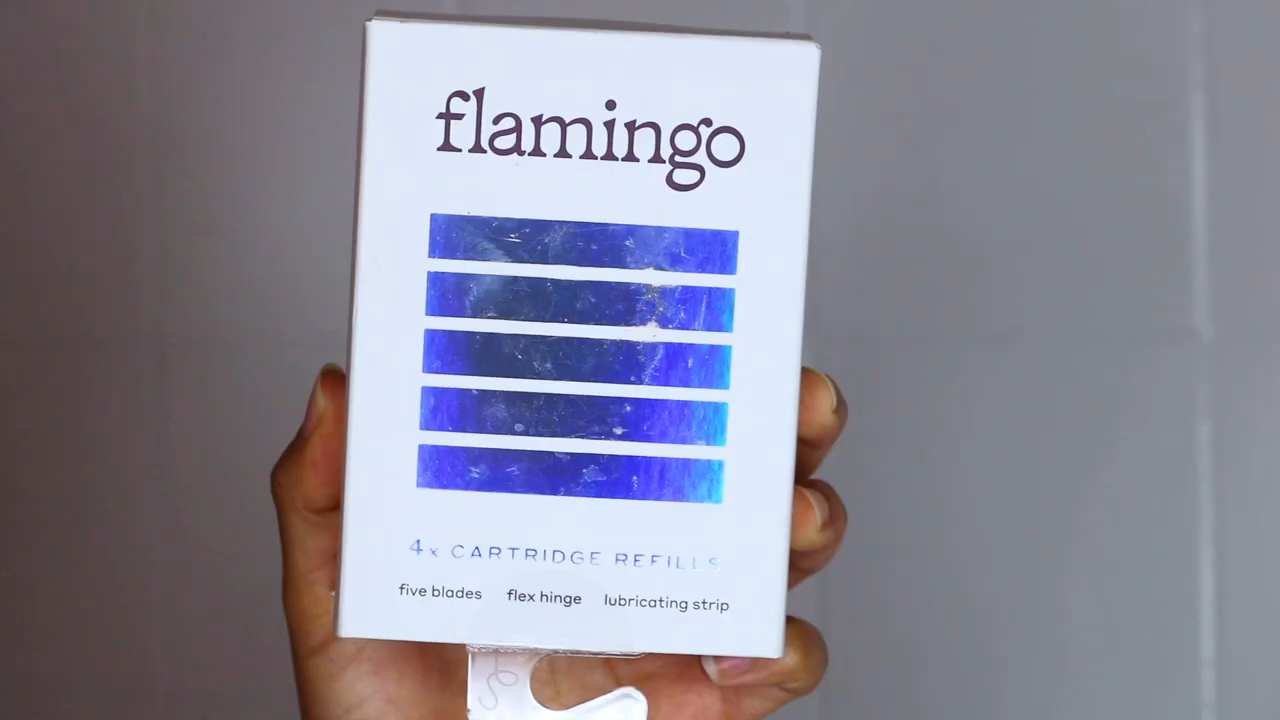 flamingo
4x CARTRIDGE REFILLS
five blades flex hinge lubricating strip